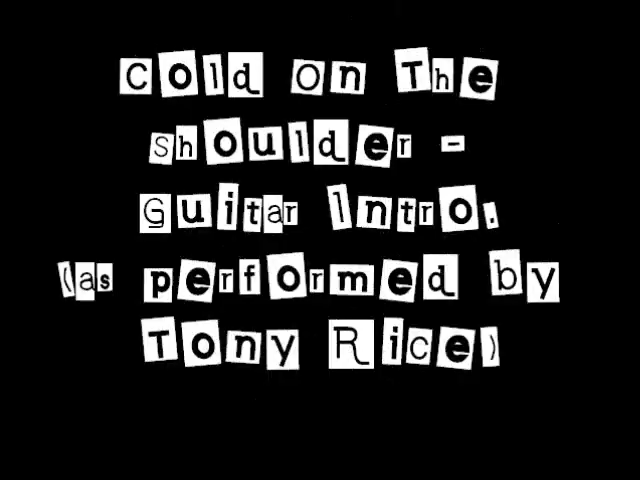 Cold On The
Shoulder -
Guitar Intro.
(as performed by
Tony Rice)